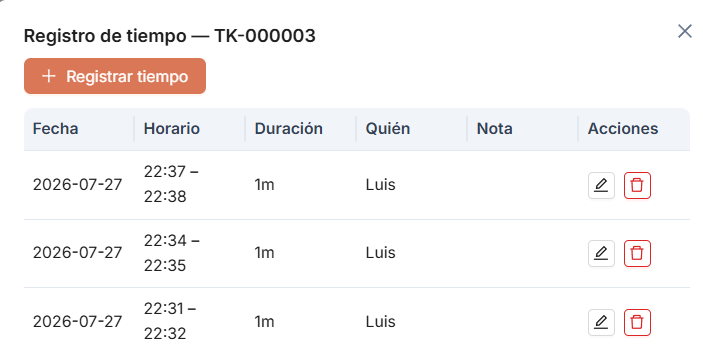 Registro de tiempo — TK-000003
Registrar tiempo
Fecha Horario Duración Quién Nota Acciones
2026-07-27 22:37 – 22:38 1m Luis
2026-07-27 22:34 – 22:35 1m Luis
2026-07-27 22:31 – 22:32 1m Luis